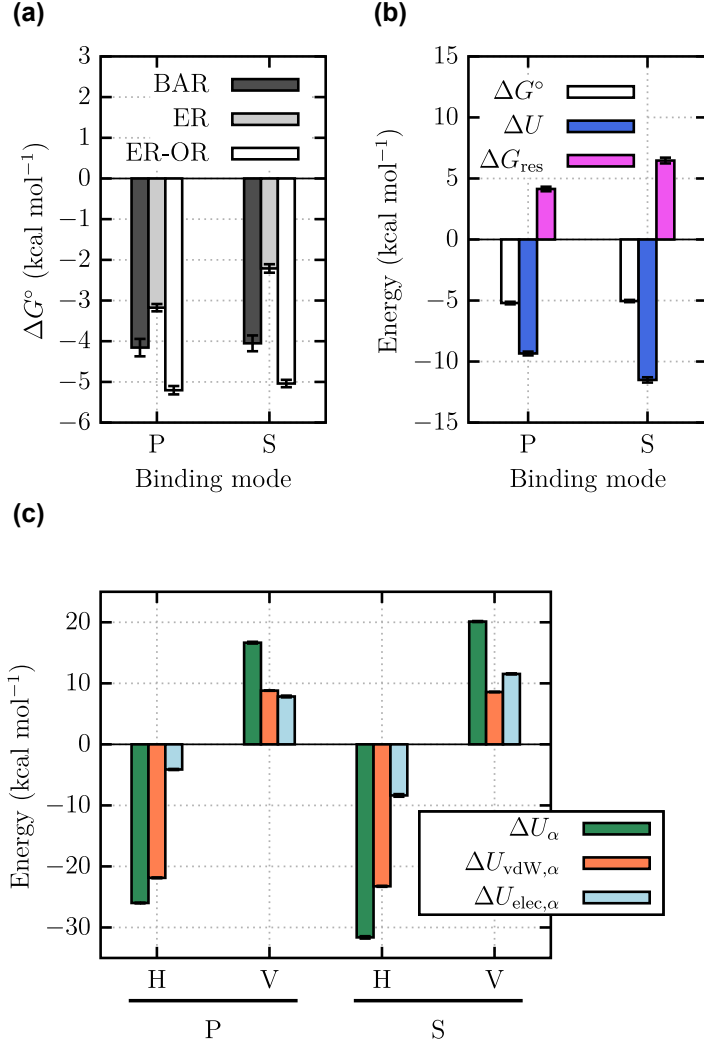 (a)
BAR
ER
ER-OR
3
2
1
0
−1
−2
−3
−4
−5
−6
ΔG° (kcal mol⁻¹)
P
S
Binding mode
(b)
ΔG°
ΔU
ΔG_res
15
10
5
0
−5
−10
−15
Energy (kcal mol⁻¹)
P
S
Binding mode
(c)
20
10
0
−10
−20
−30
Energy (kcal mol⁻¹)
ΔU_α
ΔU_vdW,α
ΔU_elec,α
H
V
H
V
P
S